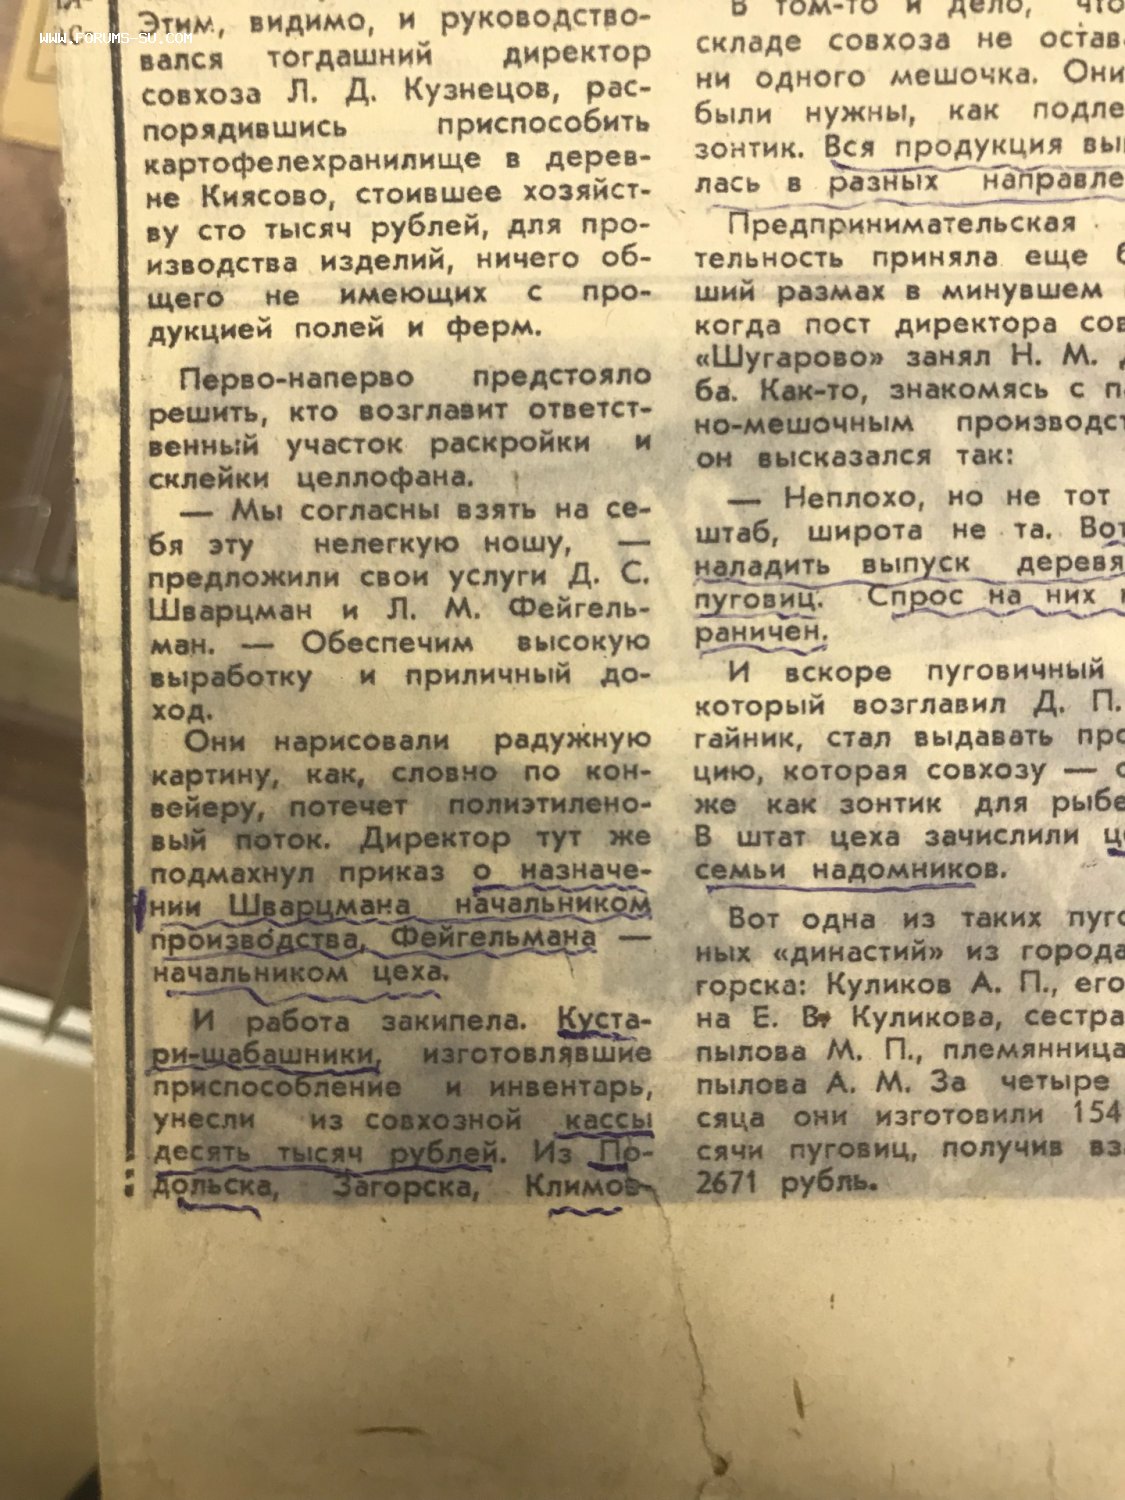 www.forums-su.com
Этим, видимо, и руководство-
вался тогдашний директор
совхоза Л. Д. Кузнецов, рас-
порядившись приспособить
картофелехранилище в дерев-
не Киясово, стоившее хозяйст-
ву сто тысяч рублей, для про-
изводства изделий, ничего об-
щего не имеющих с про-
дукцией полей и ферм.
Перво-наперво предстояло
решить, кто возглавит ответст-
венный участок раскройки и
склейки целлофана.
— Мы согласны взять на се-
бя эту нелегкую ношу, —
предложили свои услуги Д. С.
Шварцман и Л. М. Фейгель-
ман. — Обеспечим высокую
выработку и приличный до-
ход.
Они нарисовали радужную
картину, как, словно по кон-
вейеру, потечет полиэтилено-
вый поток. Директор тут же
подмахнул приказ о назначе-
нии Шварцмана начальником
производства, Фейгельмана —
начальником цеха.
И работа закипела. Куста-
ри-шабашники, изготовлявшие
приспособление и инвентарь,
унесли из совхозной кассы
десять тысяч рублей. Из По-
дольска, Загорска, Климов-
В том-то и дело, что
складе совхоза не остав
ни одного мешочка. Они
были нужны, как подле
зонтик. Вся продукция вы
лась в разных направле
Предпринимательская
тельность приняла еще
ший размах в минувшем
когда пост директора сов
«Шугарово» занял Н. М.
ба. Как-то, знакомясь с
но-мешочным производст
он высказался так:
— Неплохо, но не тот
штаб, широта не та. Вот
наладить выпуск деревя
пуговиц. Спрос на них
раничен.
И вскоре пуговичный
который возглавил Д. П.
гайник, стал выдавать про
цию, которая совхозу —
же как зонтик для рыбе
В штат цеха зачислили
семьи надомников.
Вот одна из таких пуго
ных «династий» из города
горска: Куликов А. П., его
на Е. В. Куликова, сестра
пылова М. П., племянница
пылова А. М. За четыре
сяца они изготовили 154
сячи пуговиц, получив вз
2671 рубль.